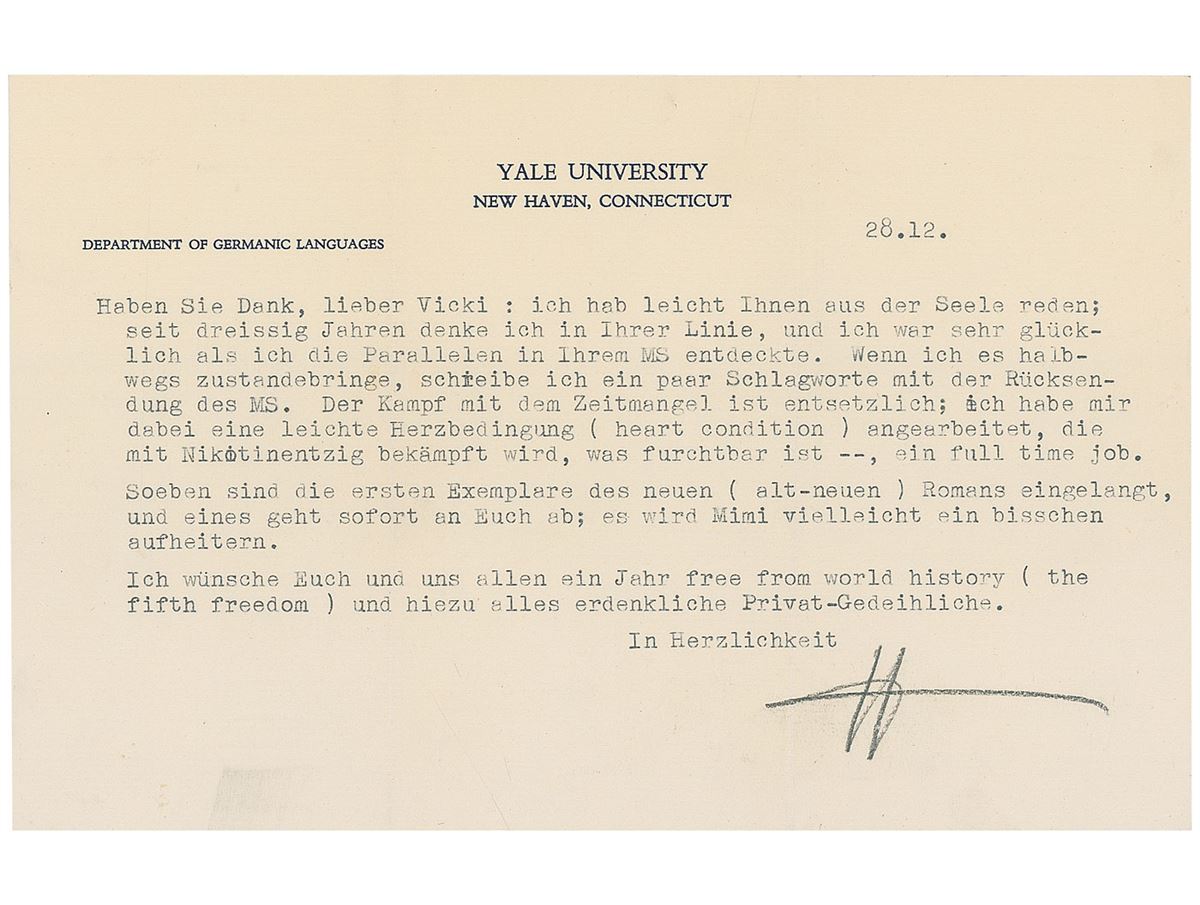 YALE UNIVERSITY
NEW HAVEN, CONNECTICUT
28.12.
DEPARTMENT OF GERMANIC LANGUAGES
Haben Sie Dank, lieber Vicki : ich hab leicht Ihnen aus der Seele reden;
seit dreissig Jahren denke ich in Ihrer Linie, und ich war sehr glück-
lich als ich die Parallelen in Ihrem MS entdeckte. Wenn ich es halb-
wegs zustandebringe, schreibe ich ein paar Schlagworte mit der Rücksen-
dung des MS. Der Kampf mit dem Zeitmangel ist entsetzlich; ich habe mir
dabei eine leichte Herzbedingung ( heart condition ) angearbeitet, die
mit Nikotinentzig bekämpft wird, was furchtbar ist --, ein full time job.
Soeben sind die ersten Exemplare des neuen ( alt-neuen ) Romans eingelangt,
und eines geht sofort an Euch ab; es wird Mimi vielleicht ein bisschen
aufheitern.
Ich wünsche Euch und uns allen ein Jahr free from world history ( the
fifth freedom ) und hiezu alles erdenkliche Privat-Gedeihliche.
In Herzlichkeit
H